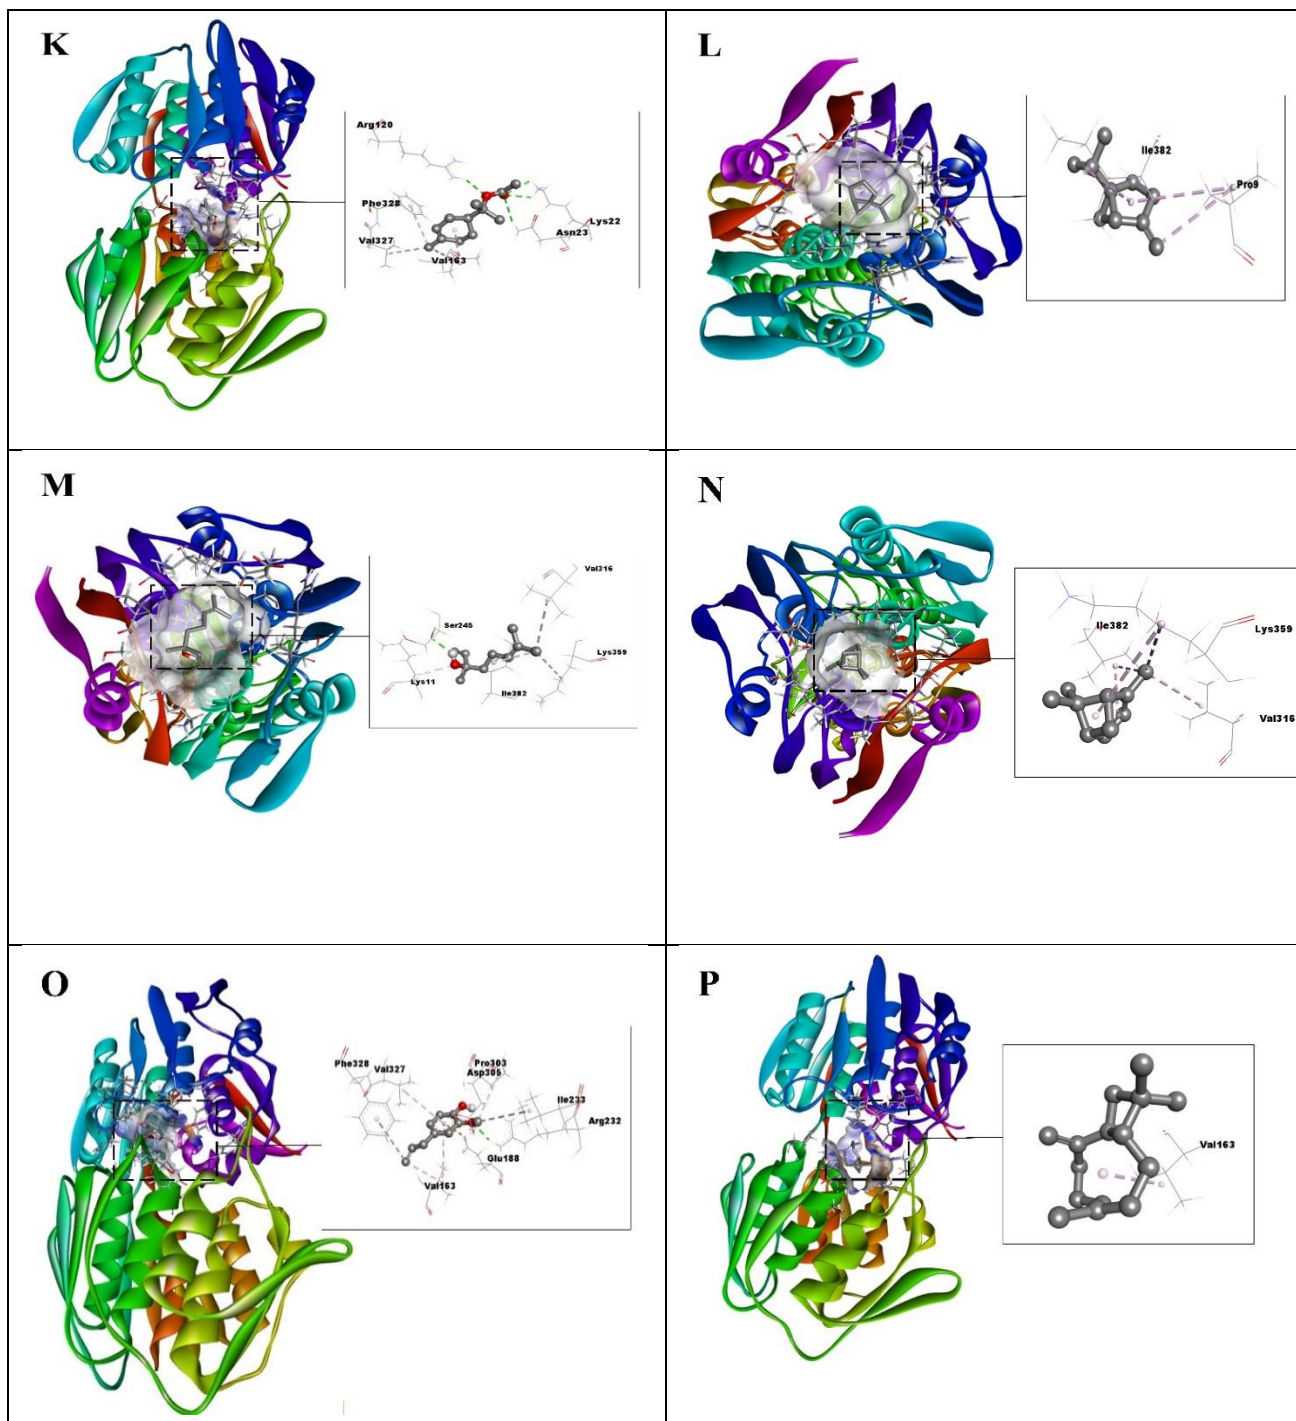 K
Arg120
Phe328
Val327
Val163
Asn23
Lys22
L
Ile382
Pro9
M
Val316
Ser245
Lys11
Ile382
Lys359
N
Ile382
Lys359
Val316
O
Phe328
Val327
Pro303
Asp305
Ile233
Arg232
Glu188
Val163
P
Val163